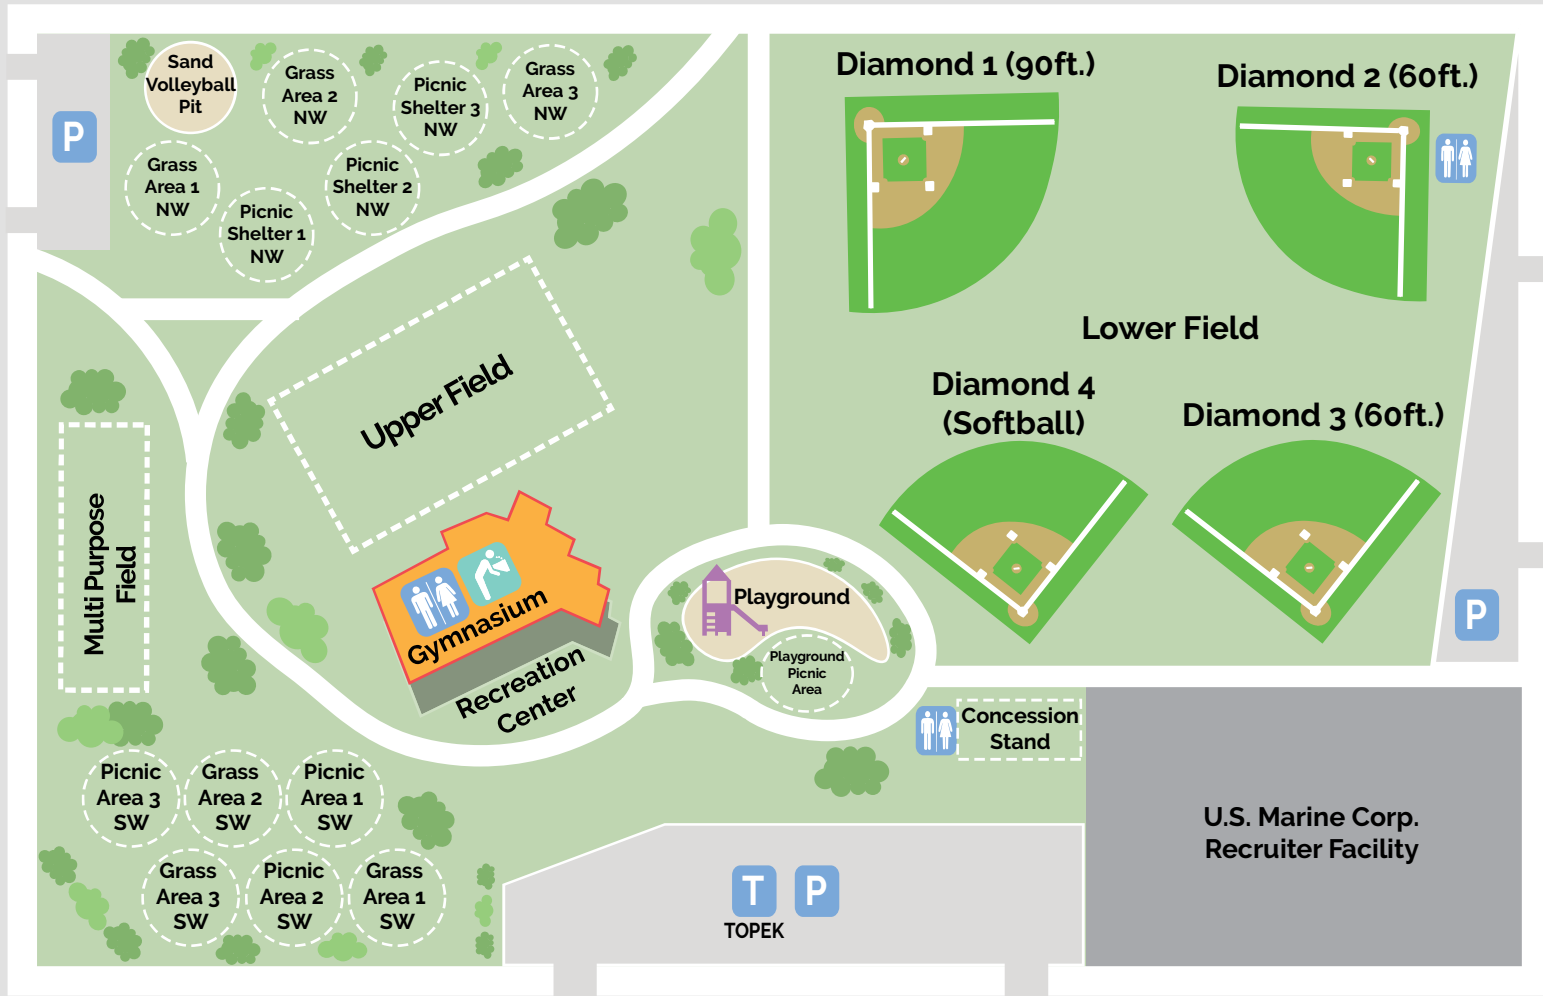 Sand
Volleyball
Pit
Grass
Area 2
NW
Picnic
Shelter 3
NW
Grass
Area 3
NW
P
Grass
Area 1
NW
Picnic
Shelter 2
NW
Picnic
Shelter 1
NW
Diamond 1 (90ft.)
Diamond 2 (60ft.)
Lower Field
Diamond 4
(Softball)
Diamond 3 (60ft.)
Upper Field
Multi Purpose
Field
Gymnasium
Recreation
Center
Playground
Playground
Picnic
Area
P
Concession
Stand
Picnic
Area 3
SW
Grass
Area 2
SW
Picnic
Area 1
SW
Grass
Area 3
SW
Picnic
Area 2
SW
Grass
Area 1
SW
T P
TOPEK
U.S. Marine Corp.
Recruiter Facility